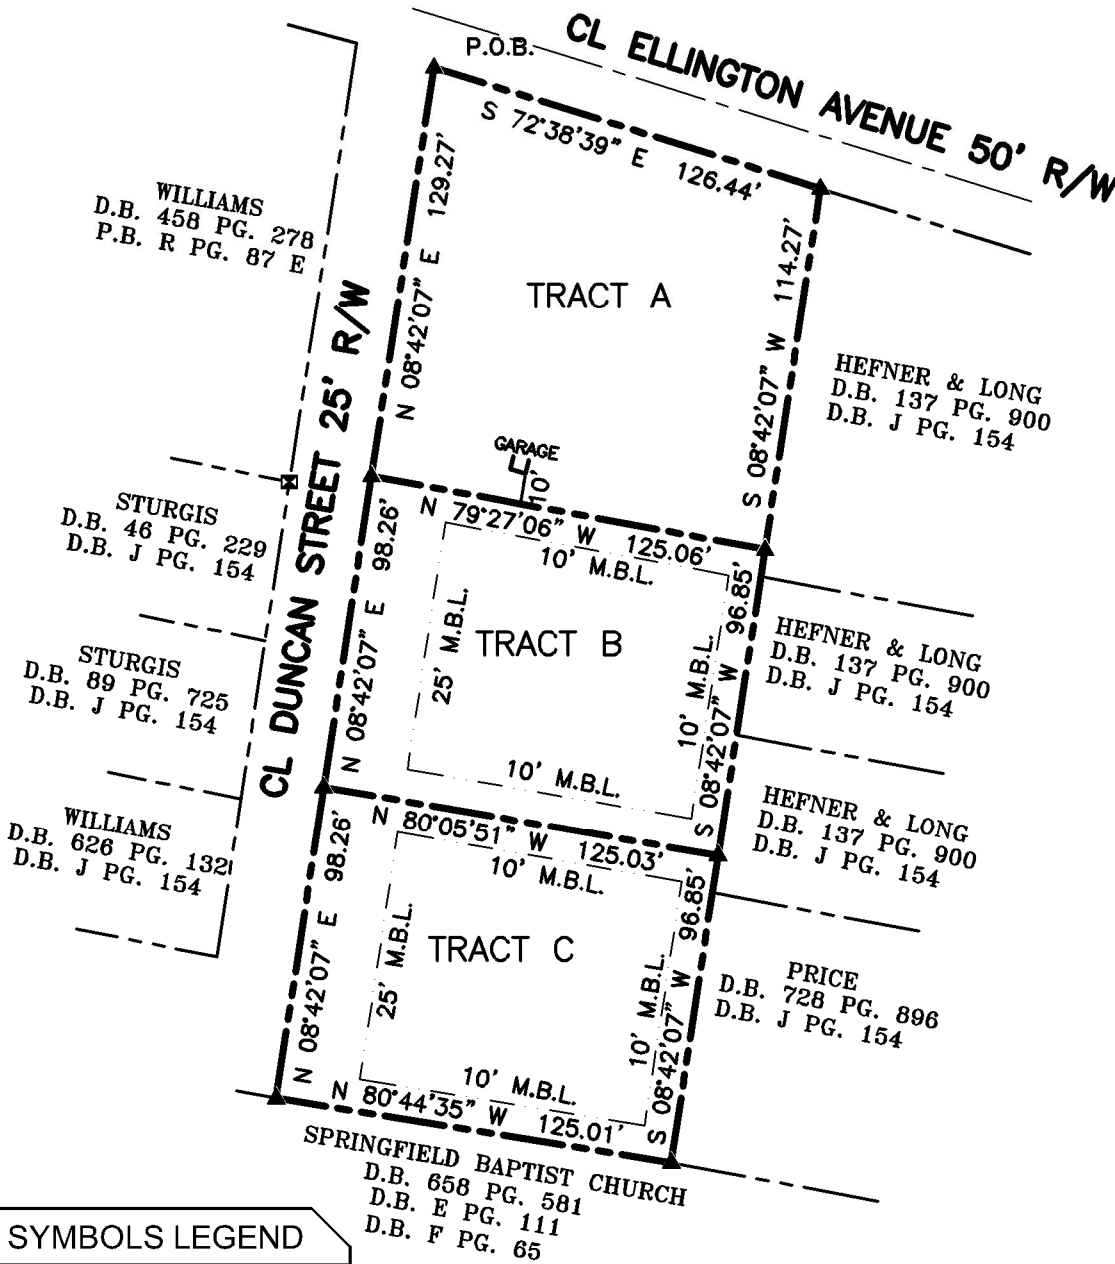 P.O.B.
CL ELLINGTON AVENUE 50' R/W
S 72°38'39" E 126.44'
N 08°42'07" E 129.27'
WILLIAMS
D.B. 458 PG. 278
P.B. R PG. 87 E
TRACT A
S 08°42'07" W 114.27'
HEFNER & LONG
D.B. 137 PG. 900
D.B. J PG. 154
CL DUNCAN STREET 25' R/W
GARAGE
10'
N 79°27'06" W 125.06'
10' M.B.L.
STURGIS
D.B. 46 PG. 229
D.B. J PG. 154
N 08°42'07" E 98.26'
25' M.B.L.
TRACT B
10' M.B.L.
S 08°42'07" W 96.85'
HEFNER & LONG
D.B. 137 PG. 900
D.B. J PG. 154
STURGIS
D.B. 89 PG. 725
D.B. J PG. 154
10' M.B.L.
N 80°05'51" W 125.03'
10' M.B.L.
HEFNER & LONG
D.B. 137 PG. 900
D.B. J PG. 154
WILLIAMS
D.B. 626 PG. 132
D.B. J PG. 154
N 08°42'07" E 98.26'
25' M.B.L.
TRACT C
10' M.B.L.
S 08°42'07" W 96.85'
PRICE
D.B. 728 PG. 896
D.B. J PG. 154
10' M.B.L.
N 80°44'35" W 125.01'
SPRINGFIELD BAPTIST CHURCH
D.B. 658 PG. 581
D.B. E PG. 111
D.B. F PG. 65
SYMBOLS LEGEND